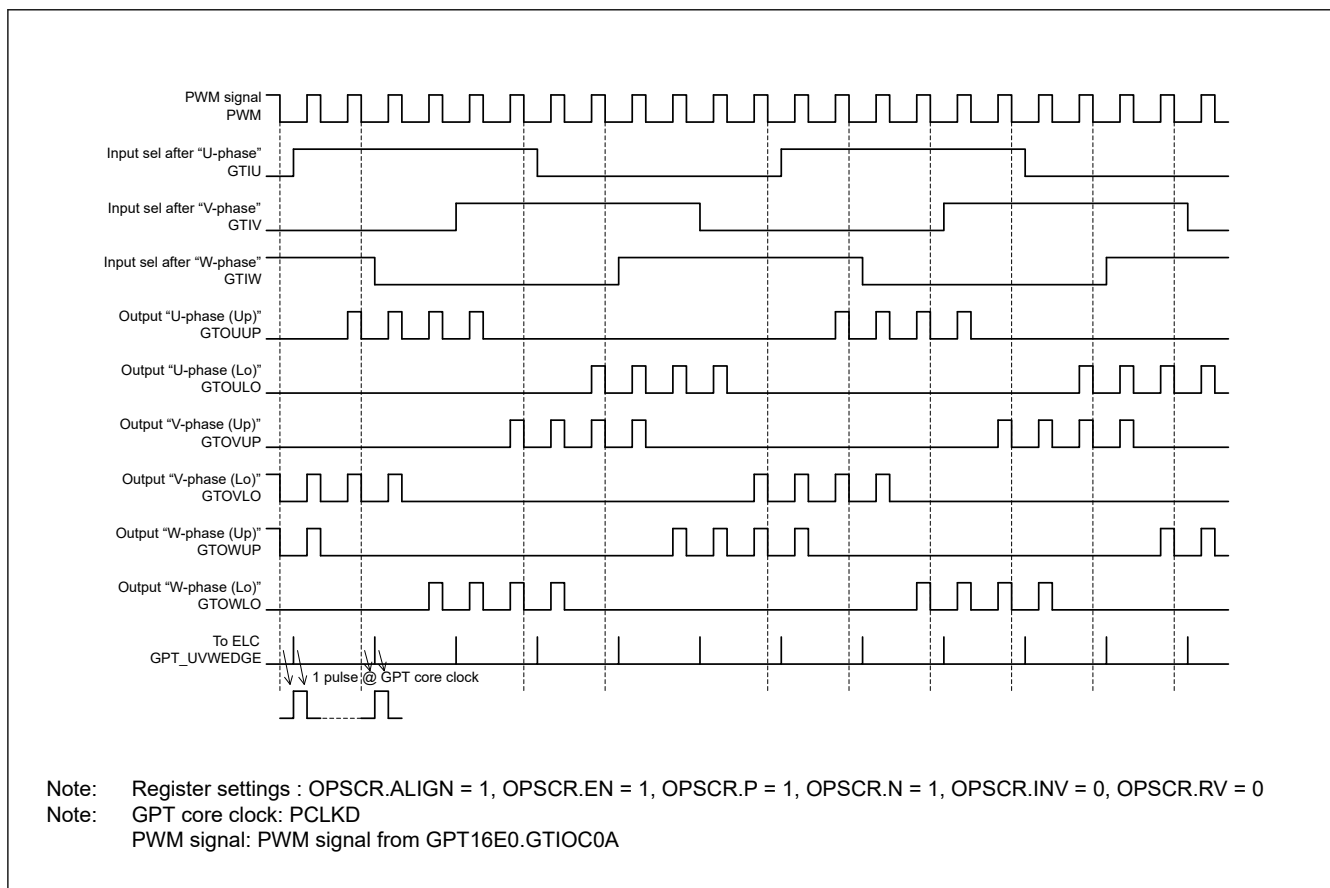 PWM signal
PWM
Input sel after “U-phase”
GTIU
Input sel after “V-phase”
GTIV
Input sel after “W-phase”
GTIW
Output “U-phase (Up)”
GTOUUP
Output “U-phase (Lo)”
GTOULO
Output “V-phase (Up)”
GTOVUP
Output “V-phase (Lo)”
GTOVLO
Output “W-phase (Up)”
GTOWUP
Output “W-phase (Lo)”
GTOWLO
To ELC
GPT_UVWEDGE
1 pulse @ GPT core clock
Note: Register settings : OPSCR.ALIGN = 1, OPSCR.EN = 1, OPSCR.P = 1, OPSCR.N = 1, OPSCR.INV = 0, OPSCR.RV = 0
Note: GPT core clock: PCLKD
PWM signal: PWM signal from GPT16E0.GTIOC0A